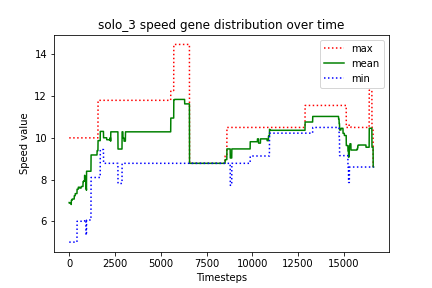 solo_3 speed gene distribution over time
Speed value
14
12
10
8
6
max
mean
min
0
2500
5000
7500
10000
12500
15000
Timesteps